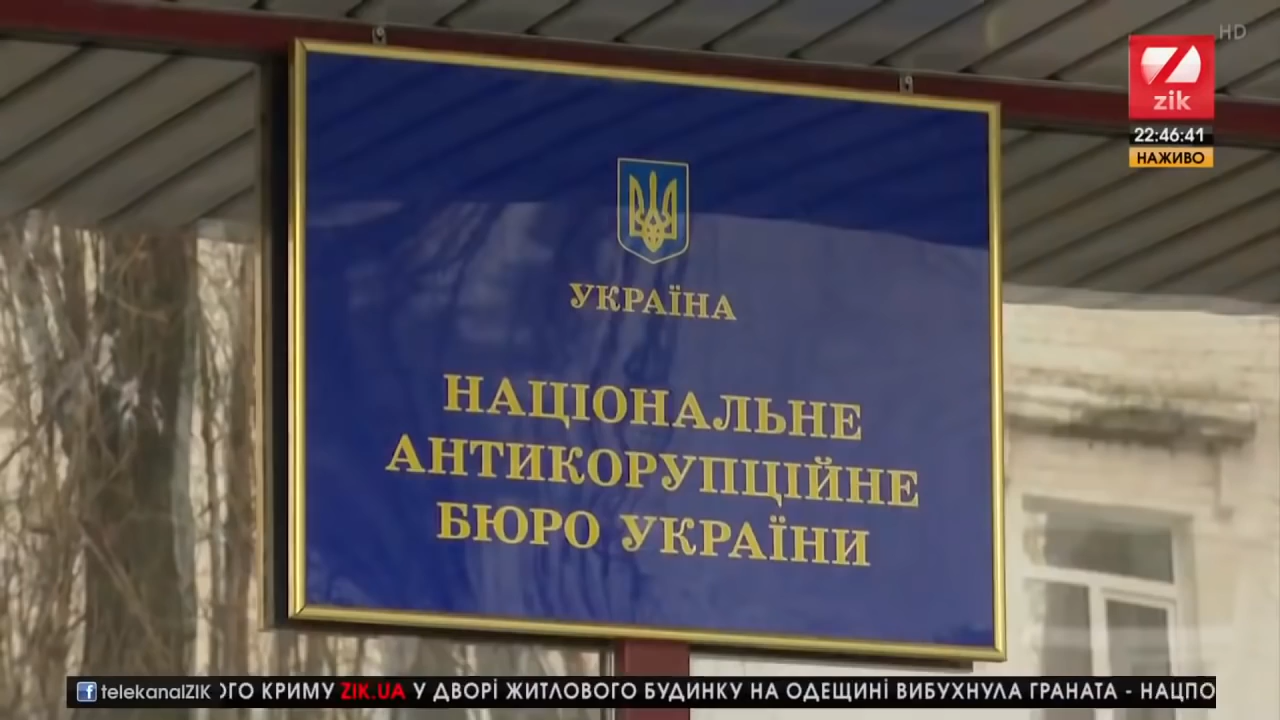 HD
zik
22:46:41
НАЖИВО
УКРАЇНА
НАЦІОНАЛЬНЕ
АНТИКОРУПЦІЙНЕ
БЮРО УКРАЇНИ
telekanalZIK ОГО КРИМУ ZIK.UA У ДВОРІ ЖИТЛОВОГО БУДИНКУ НА ОДЕЩИНІ ВИБУХНУЛА ГРАНАТА - НАЦПО